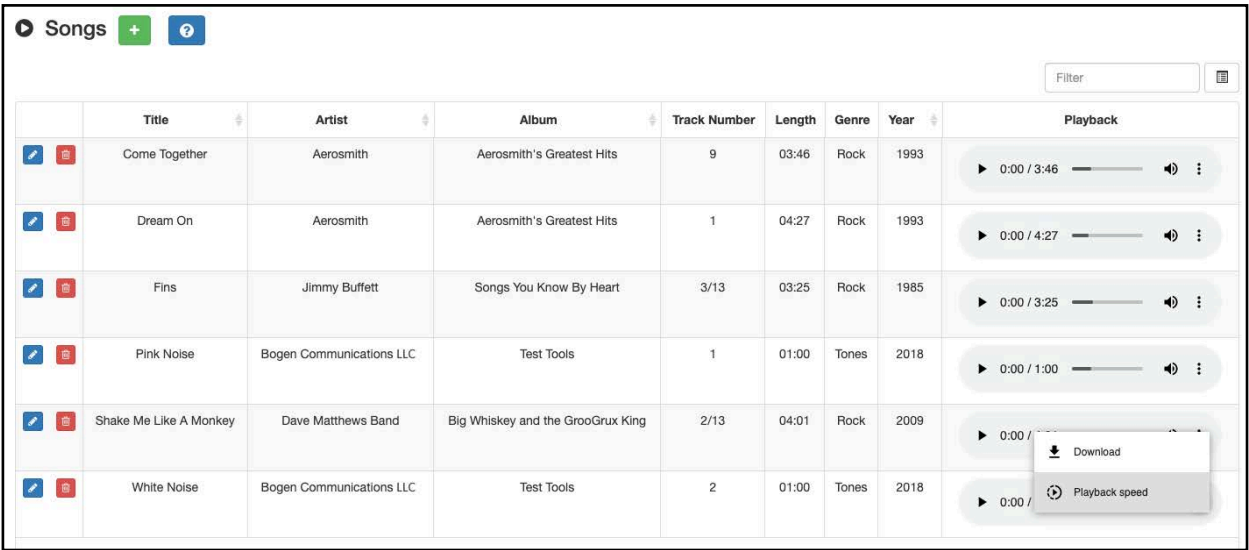 Songs + ?
Filter
Title Artist Album Track Number Length Genre Year Playback
Come Together Aerosmith Aerosmith's Greatest Hits 9 03:46 Rock 1993 0:00 / 3:46
Dream On Aerosmith Aerosmith's Greatest Hits 1 04:27 Rock 1993 0:00 / 4:27
Fins Jimmy Buffett Songs You Know By Heart 3/13 03:25 Rock 1985 0:00 / 3:25
Pink Noise Bogen Communications LLC Test Tools 1 01:00 Tones 2018 0:00 / 1:00
Shake Me Like A Monkey Dave Matthews Band Big Whiskey and the GrooGrux King 2/13 04:01 Rock 2009 0:00 /
Download
White Noise Bogen Communications LLC Test Tools 2 01:00 Tones 2018 0:00 /
Playback speed